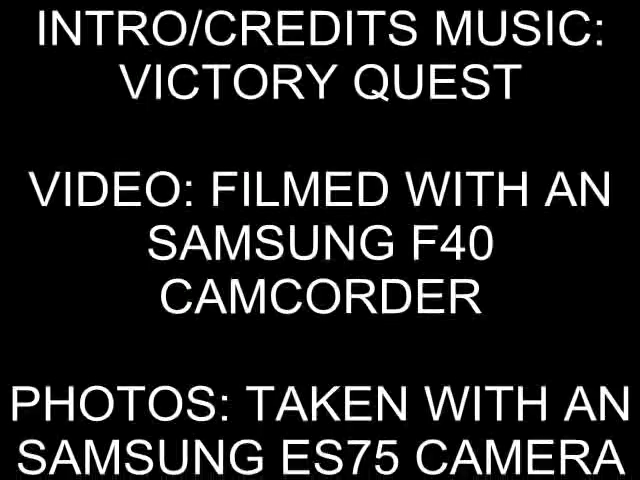 INTRO/CREDITS MUSIC:
VICTORY QUEST
VIDEO: FILMED WITH AN
SAMSUNG F40
CAMCORDER
PHOTOS: TAKEN WITH AN
SAMSUNG ES75 CAMERA